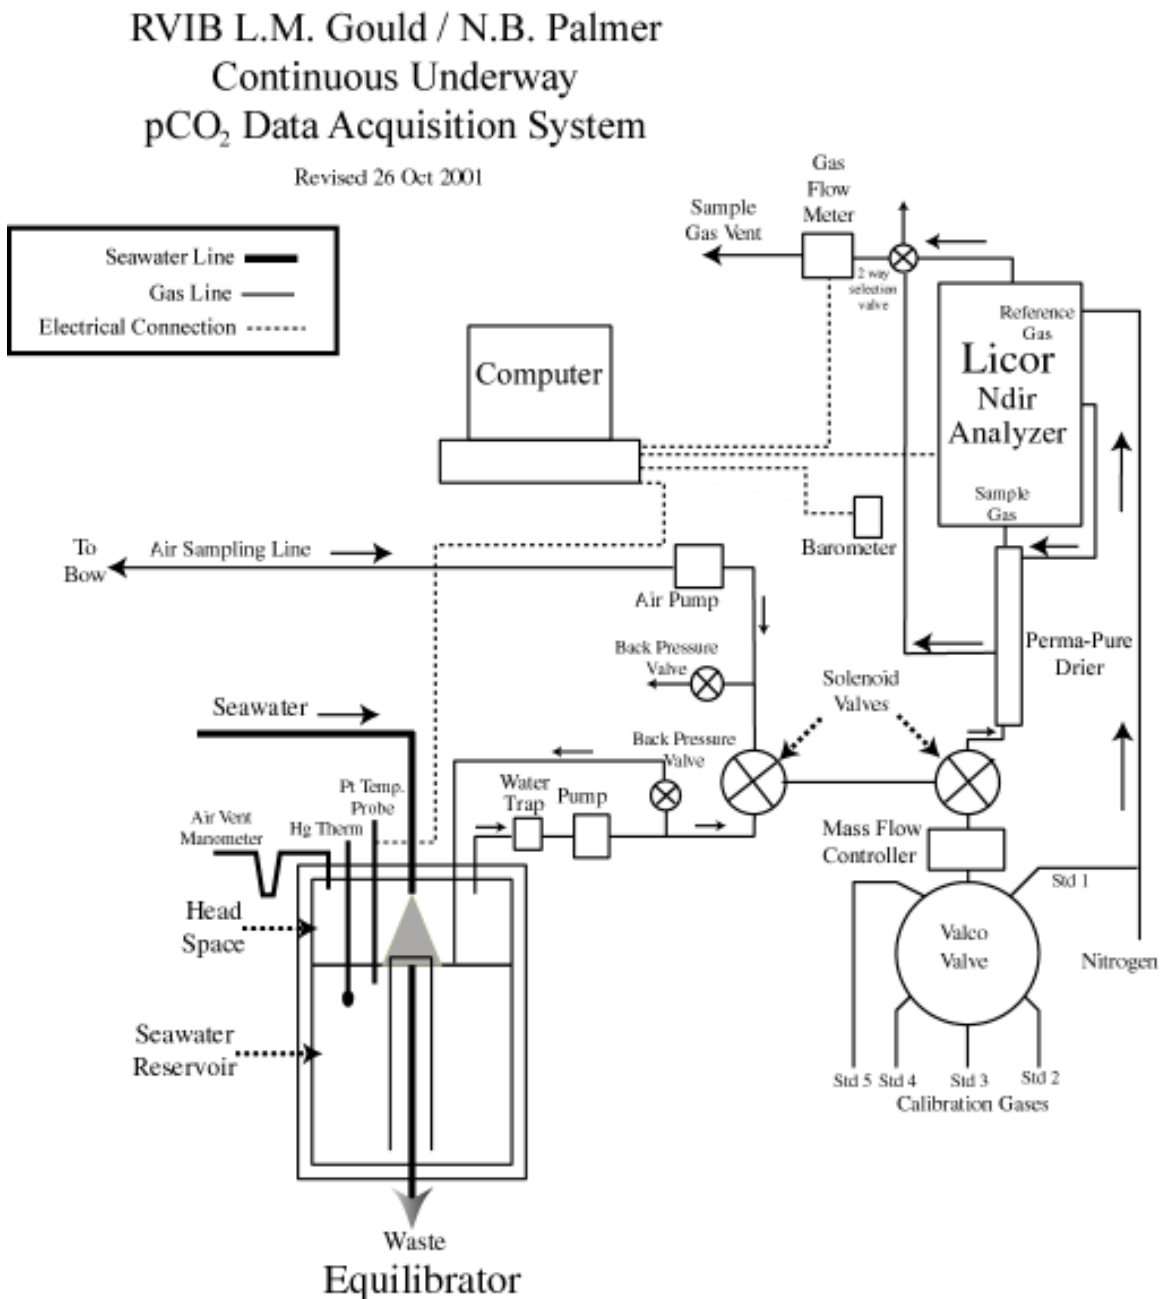 RVIB L.M. Gould / N.B. Palmer
Continuous Underway
pCO₂ Data Acquisition System
Revised 26 Oct 2001
Seawater Line
Gas Line
Electrical Connection
Gas
Flow
Meter
Sample
Gas Vent
2 way
selection
valve
Reference
Gas
Licor
Ndir
Analyzer
Sample
Gas
Computer
Barometer
To
Bow
Air Sampling Line
Air Pump
Back Pressure
Valve
Perma-Pure
Drier
Solenoid
Valves
Seawater
Back Pressure
Valve
Water
Trap
Pump
Pt Temp.
Probe
Air Vent
Manometer
Hg Therm
Mass Flow
Controller
Std 1
Head
Space
Valco
Valve
Nitrogen
Seawater
Reservoir
Std 5
Std 4
Std 3
Std 2
Calibration Gases
Waste
Equilibrator